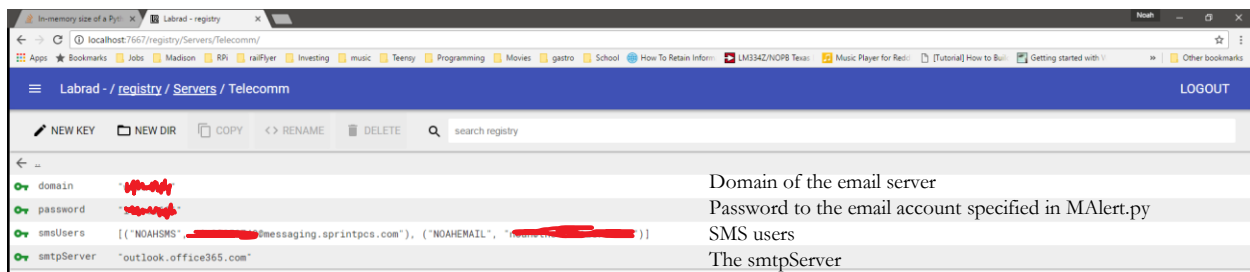 In-memory size of a Pyth
Labrad - registry
Noah
localhost:7667/registry/Servers/Telecomm/
Apps Bookmarks Jobs Madison RPi railFlyer Investing music Teensy Programming Movies gastro School How To Retain Inform LM334Z/NOPB Texas Music Player for Redd [Tutorial] How to Buil Getting started with V » Other bookmarks
Labrad - / registry / Servers / Telecomm LOGOUT
NEW KEY NEW DIR COPY <> RENAME DELETE search registry
..
domain " " Domain of the email server
password " " Password to the email account specified in MAlert.py
smsUsers [("NOAHSMS", @messaging.sprintpcs.com"), ("NOAHEMAIL", " ")] SMS users
smtpServer "outlook.office365.com" The smtpServer